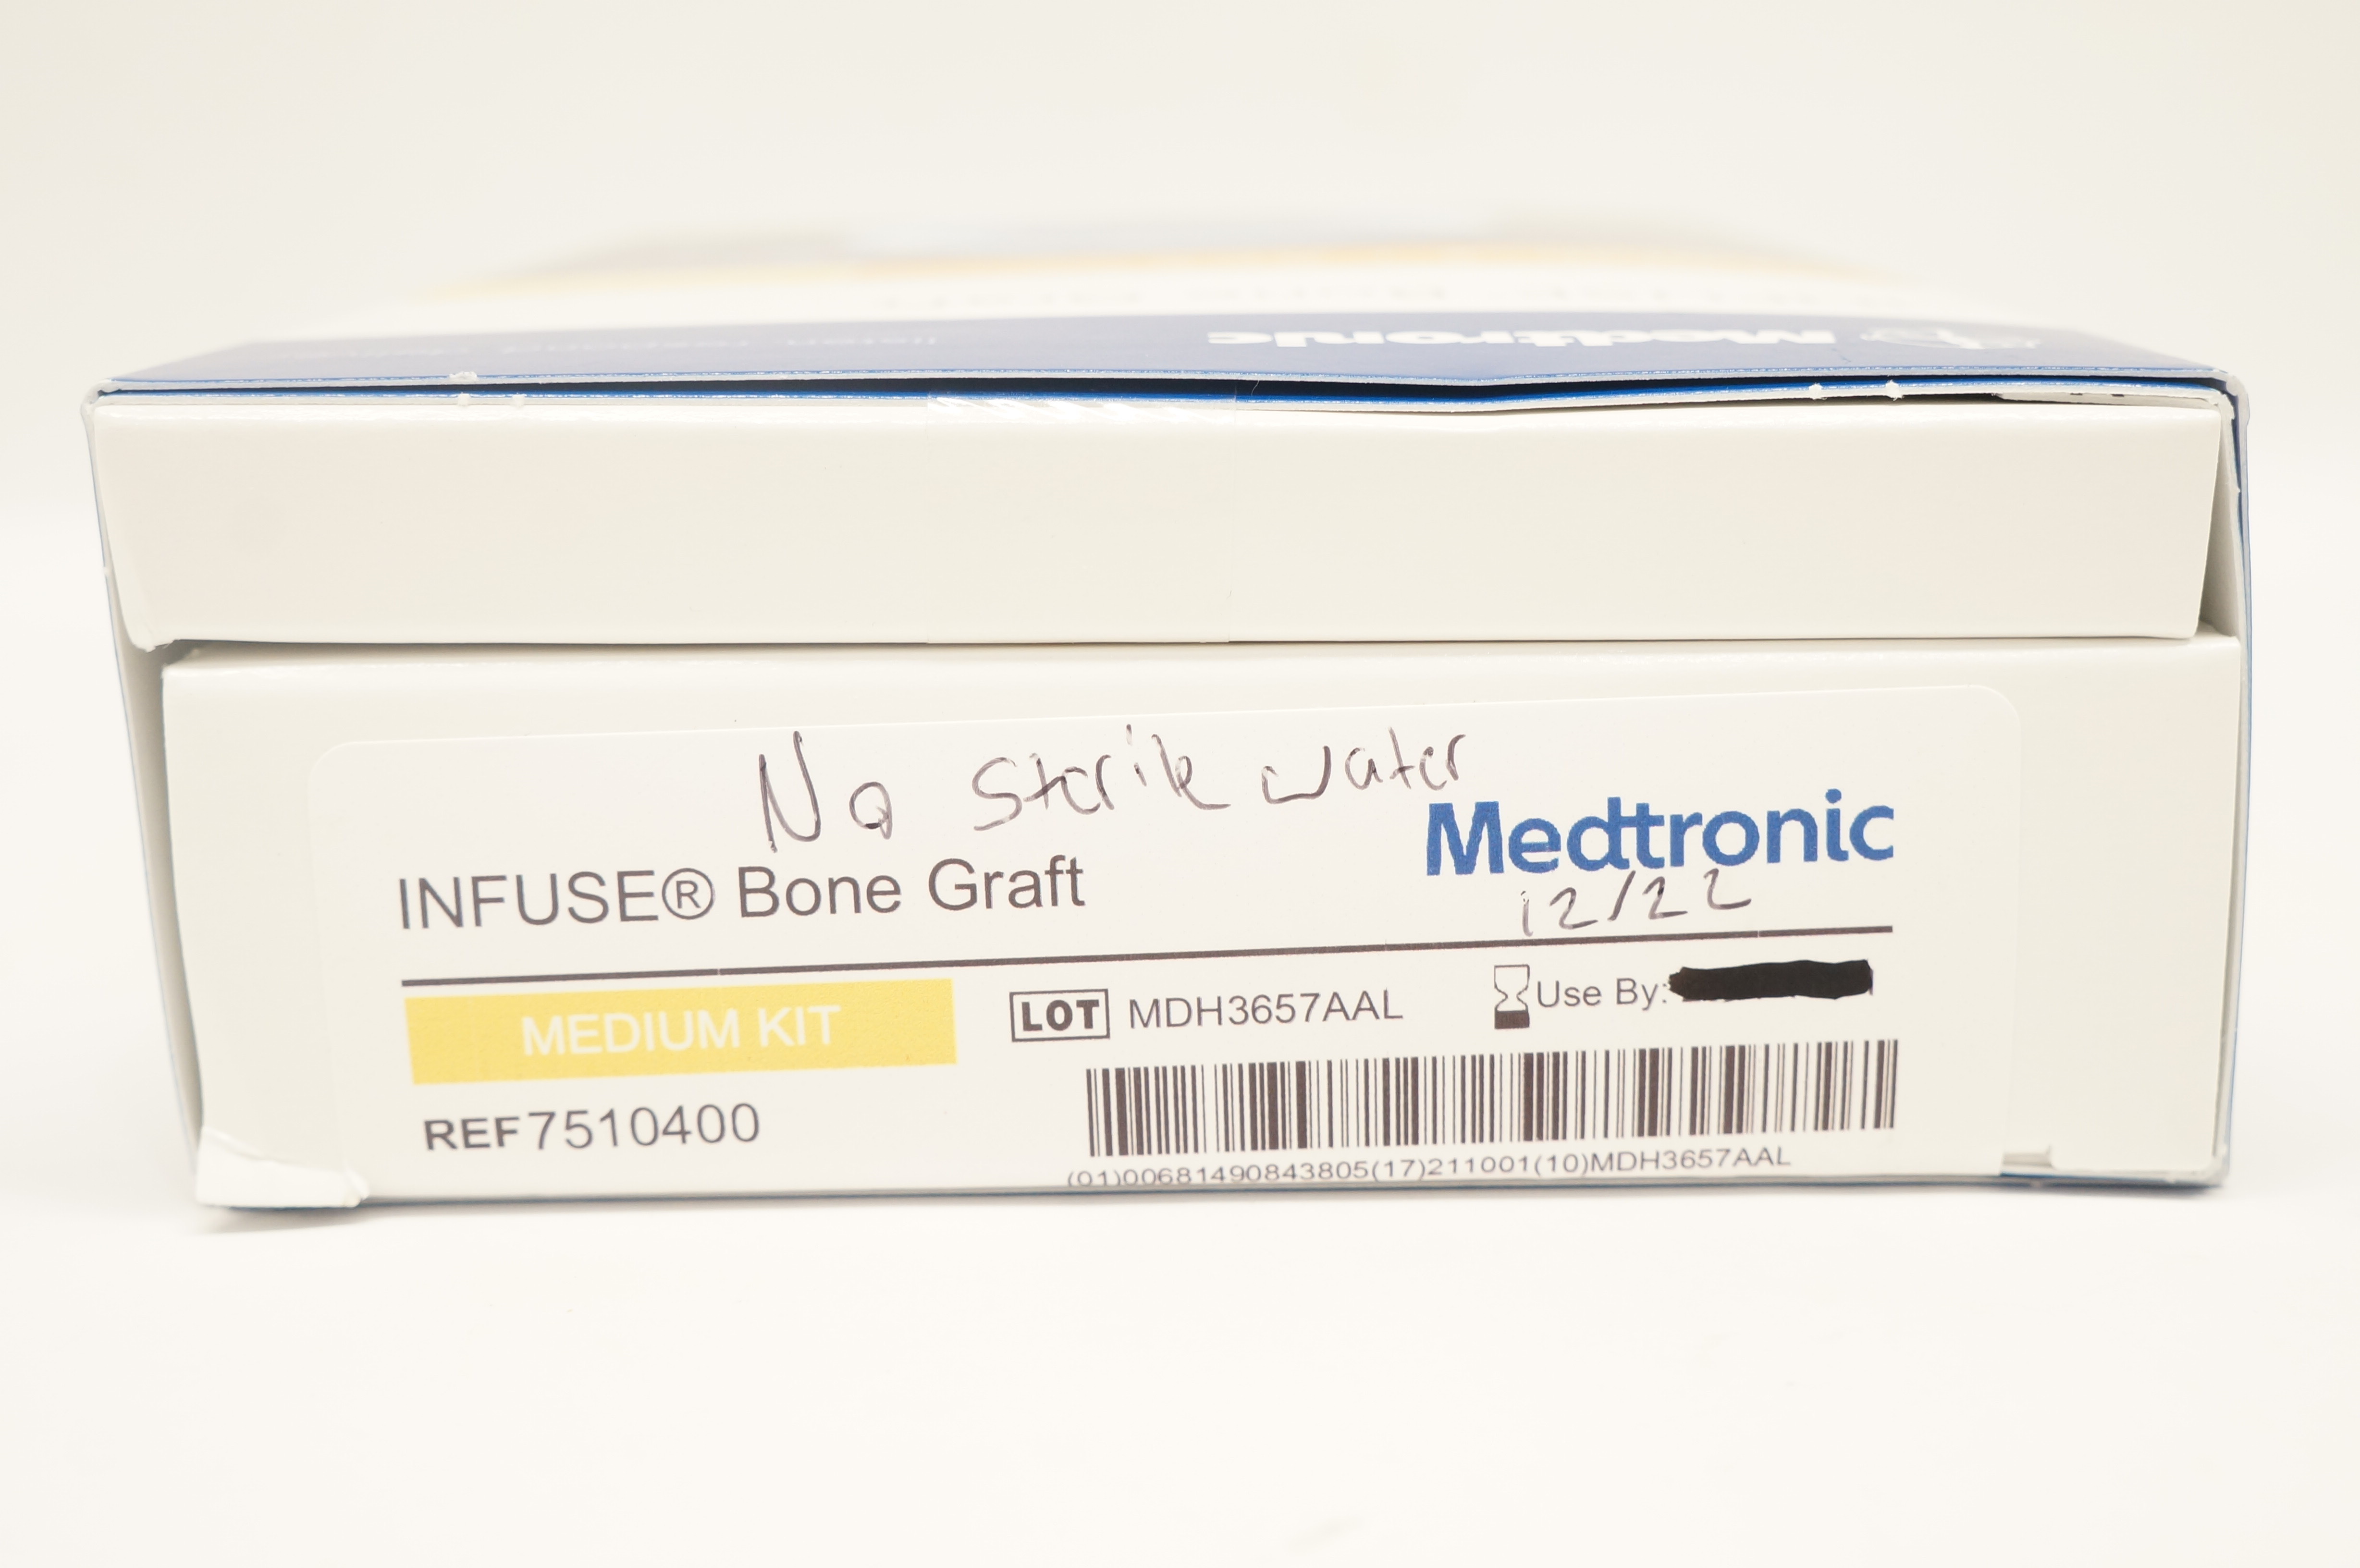 Medtronic
No Sterile water
Medtronic
INFUSE® Bone Graft
12/22
MEDIUM KIT
LOT MDH3657AAL
Use By:
REF 7510400
(01)00681490843805(17)211001(10)MDH3657AAL